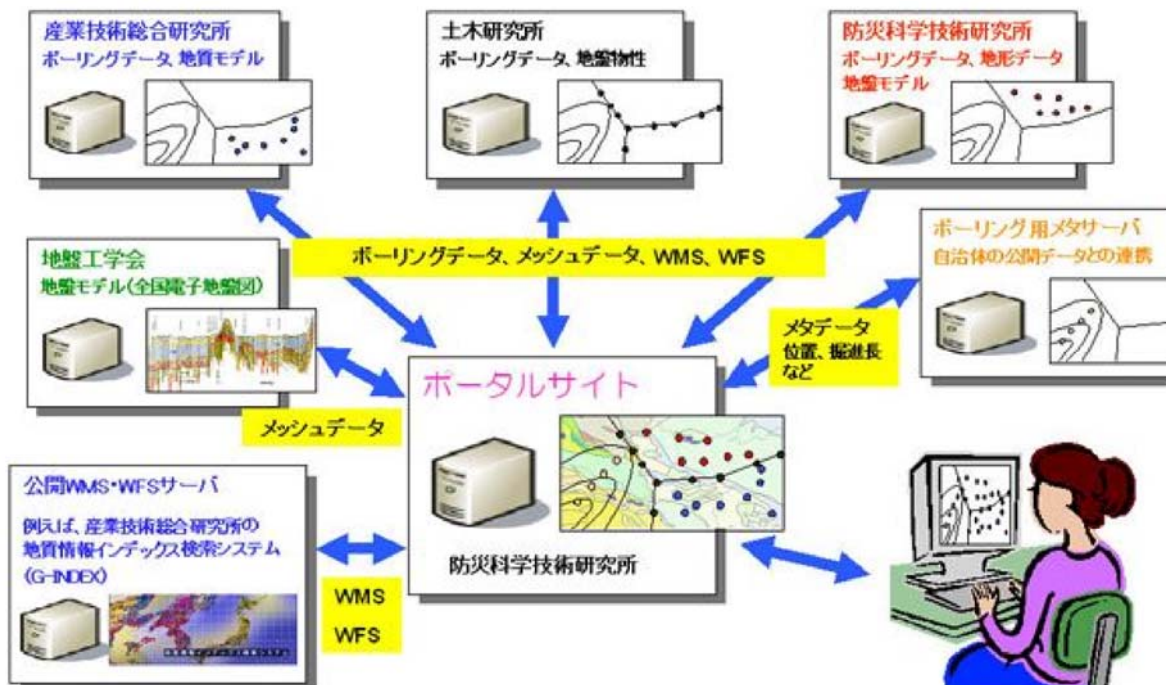 産業技術総合研究所
ボーリングデータ、地質モデル
土木研究所
ボーリングデータ、地盤物性
防災科学技術研究所
ボーリングデータ、地形データ
地盤モデル
ボーリングデータ、メッシュデータ、WMS、WFS
地盤工学会
地盤モデル(全国電子地盤図)
ボーリング用メタサーバ
自治体の公開データとの連携
メタデータ
位置、掘進長
など
メッシュデータ
ポータルサイト
防災科学技術研究所
公開WMS・WFSサーバ
例えば、産業技術総合研究所の
地質情報インデックス検索システム
(G-INDEX)
WMS
WFS